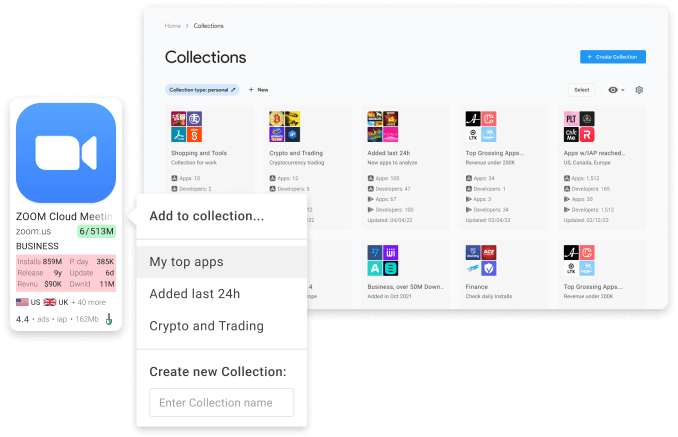 Home > Collections
Collections
+ Create Collection
Collection type: personal
+ New
Select
Shopping and Tools
Collection for work
Apps: 10
Developers: 2
Crypto and Trading
Cryptocurrency trading
Apps: 12
Developers: 5
Added last 24h
New apps to analyze
Apps: 100
Developers: 47
Apps: 67
Developers: 100
Updated: 04/04/22
Top Grossing Apps...
Revenue under 200K
Apps: 34
Developers: 1
Apps: 3
Developers: 34
Updated: 03/04/22
Apps w/IAP reached..
US, Canada, Europe
Apps: 1,512
Developers: 165
Apps: 30
Developers: 1,512
Updated: 02/12/22
Business, over 50M Down..
Added in Oct 2021
Finance
Check daily Installs
Top Grossing Apps...
Revenue under 200K
ZOOM Cloud Meetin
zoom.us
6/513M
BUSINESS
Installs 859M P day 385K
Release 9y Update 6d
Revnu $90K Dwnld 11M
US UK + 40 more
4.4 • ads • iap • 162Mb
Add to collection...
My top apps
Added last 24h
Crypto and Trading
Create new Collection:
Enter Collection name